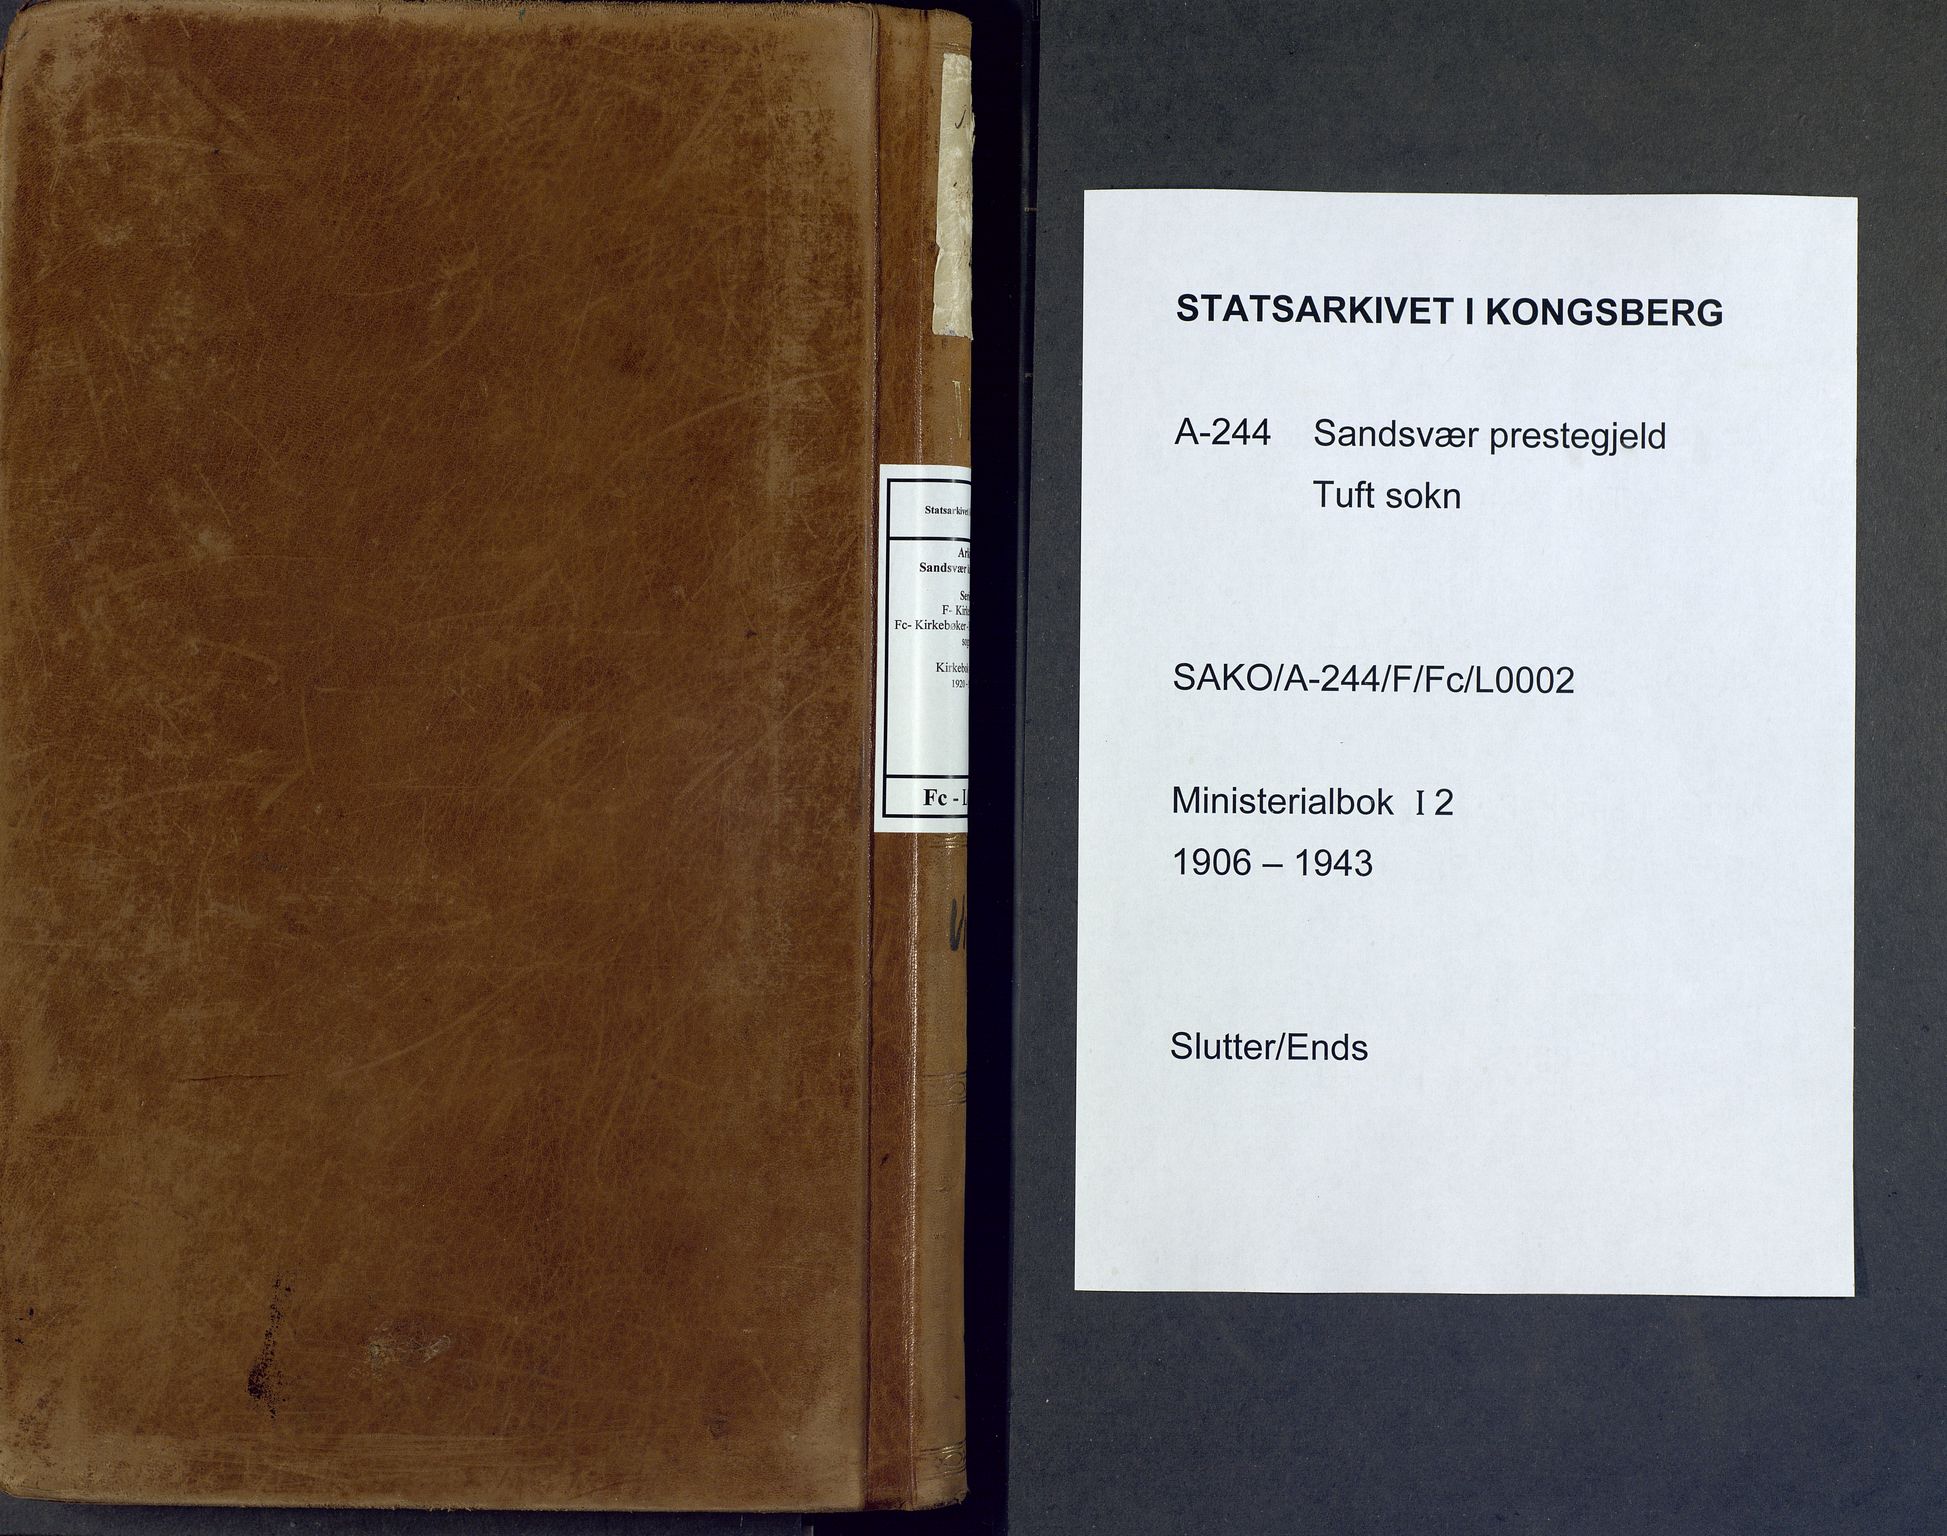 Statsarkivet
Sandsvær
F- Kirke
Fc- Kirkebøker-
1920-
Fc - L
STATSARKIVET I KONGSBERG
A-244 Sandsvær prestegjeld
Tuft sokn
SAKO/A-244/F/Fc/L0002
Ministerialbok I 2
1906 – 1943
Slutter/Ends